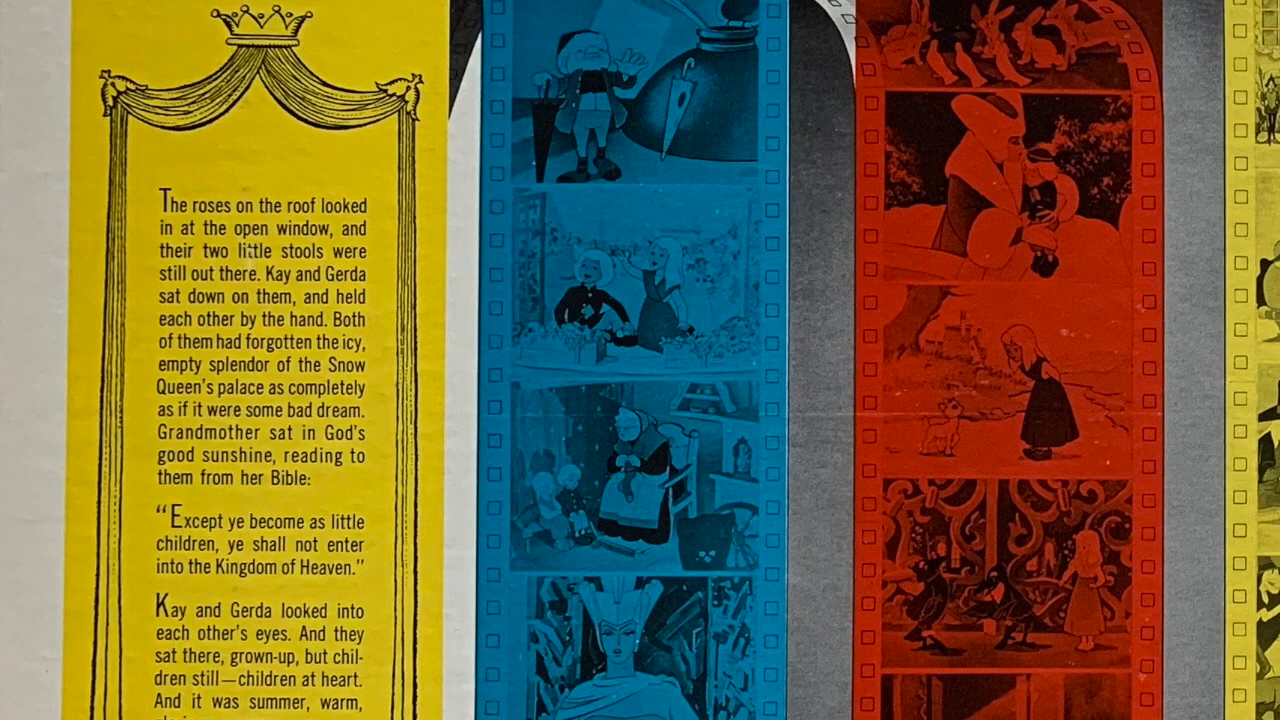 The roses on the roof looked
in at the open window, and
their two little stools were
still out there. Kay and Gerda
sat down on them, and held
each other by the hand. Both
of them had forgotten the icy,
empty splendor of the Snow
Queen's palace as completely
as if it were some bad dream.
Grandmother sat in God's
good sunshine, reading to
them from her Bible:
"Except ye become as little
children, ye shall not enter
into the Kingdom of Heaven."
Kay and Gerda looked into
each other's eyes. And they
sat there, grown-up, but chil-
dren still—children at heart.
And it was summer, warm,